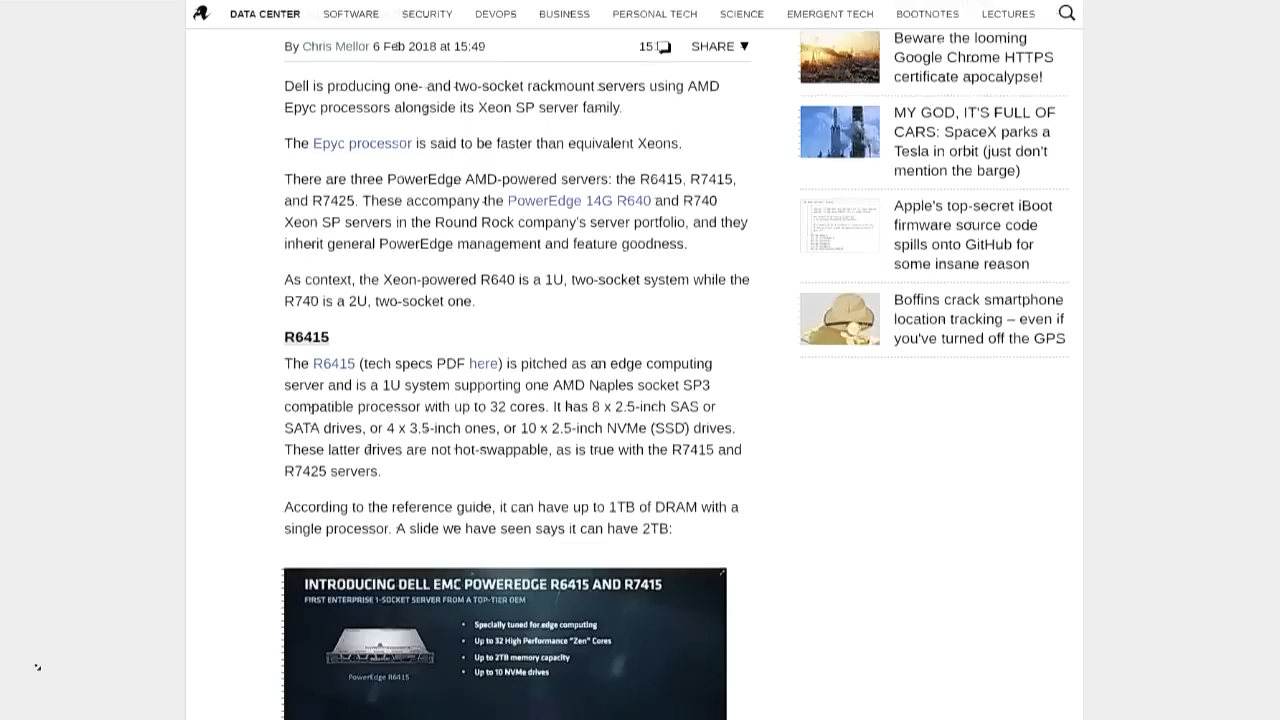 DATA CENTER SOFTWARE SECURITY DEVOPS BUSINESS PERSONAL TECH SCIENCE EMERGENT TECH BOOTNOTES LECTURES
By Chris Mellor 6 Feb 2018 at 15:49 15 SHARE ▼
Dell is producing one- and two-socket rackmount servers using AMD
Epyc processors alongside its Xeon SP server family.
The Epyc processor is said to be faster than equivalent Xeons.
There are three PowerEdge AMD-powered servers: the R6415, R7415,
and R7425. These accompany the PowerEdge 14G R640 and R740
Xeon SP servers in the Round Rock company's server portfolio, and they
inherit general PowerEdge management and feature goodness.
As context, the Xeon-powered R640 is a 1U, two-socket system while the
R740 is a 2U, two-socket one.
R6415
The R6415 (tech specs PDF here) is pitched as an edge computing
server and is a 1U system supporting one AMD Naples socket SP3
compatible processor with up to 32 cores. It has 8 x 2.5-inch SAS or
SATA drives, or 4 x 3.5-inch ones, or 10 x 2.5-inch NVMe (SSD) drives.
These latter drives are not hot-swappable, as is true with the R7415 and
R7425 servers.
According to the reference guide, it can have up to 1TB of DRAM with a
single processor. A slide we have seen says it can have 2TB:
INTRODUCING DELL EMC POWEREDGE R6415 AND R7415
FIRST ENTERPRISE 1-SOCKET SERVER FROM A TOP-TIER OEM
• Specially tuned for edge computing
• Up to 32 High Performance "Zen" Cores
• Up to 2TB memory capacity
• Up to 10 NVMe drives
PowerEdge R6415
Beware the looming
Google Chrome HTTPS
certificate apocalypse!
MY GOD, IT'S FULL OF
CARS: SpaceX parks a
Tesla in orbit (just don't
mention the barge)
Apple's top-secret iBoot
firmware source code
spills onto GitHub for
some insane reason
Boffins crack smartphone
location tracking – even if
you've turned off the GPS